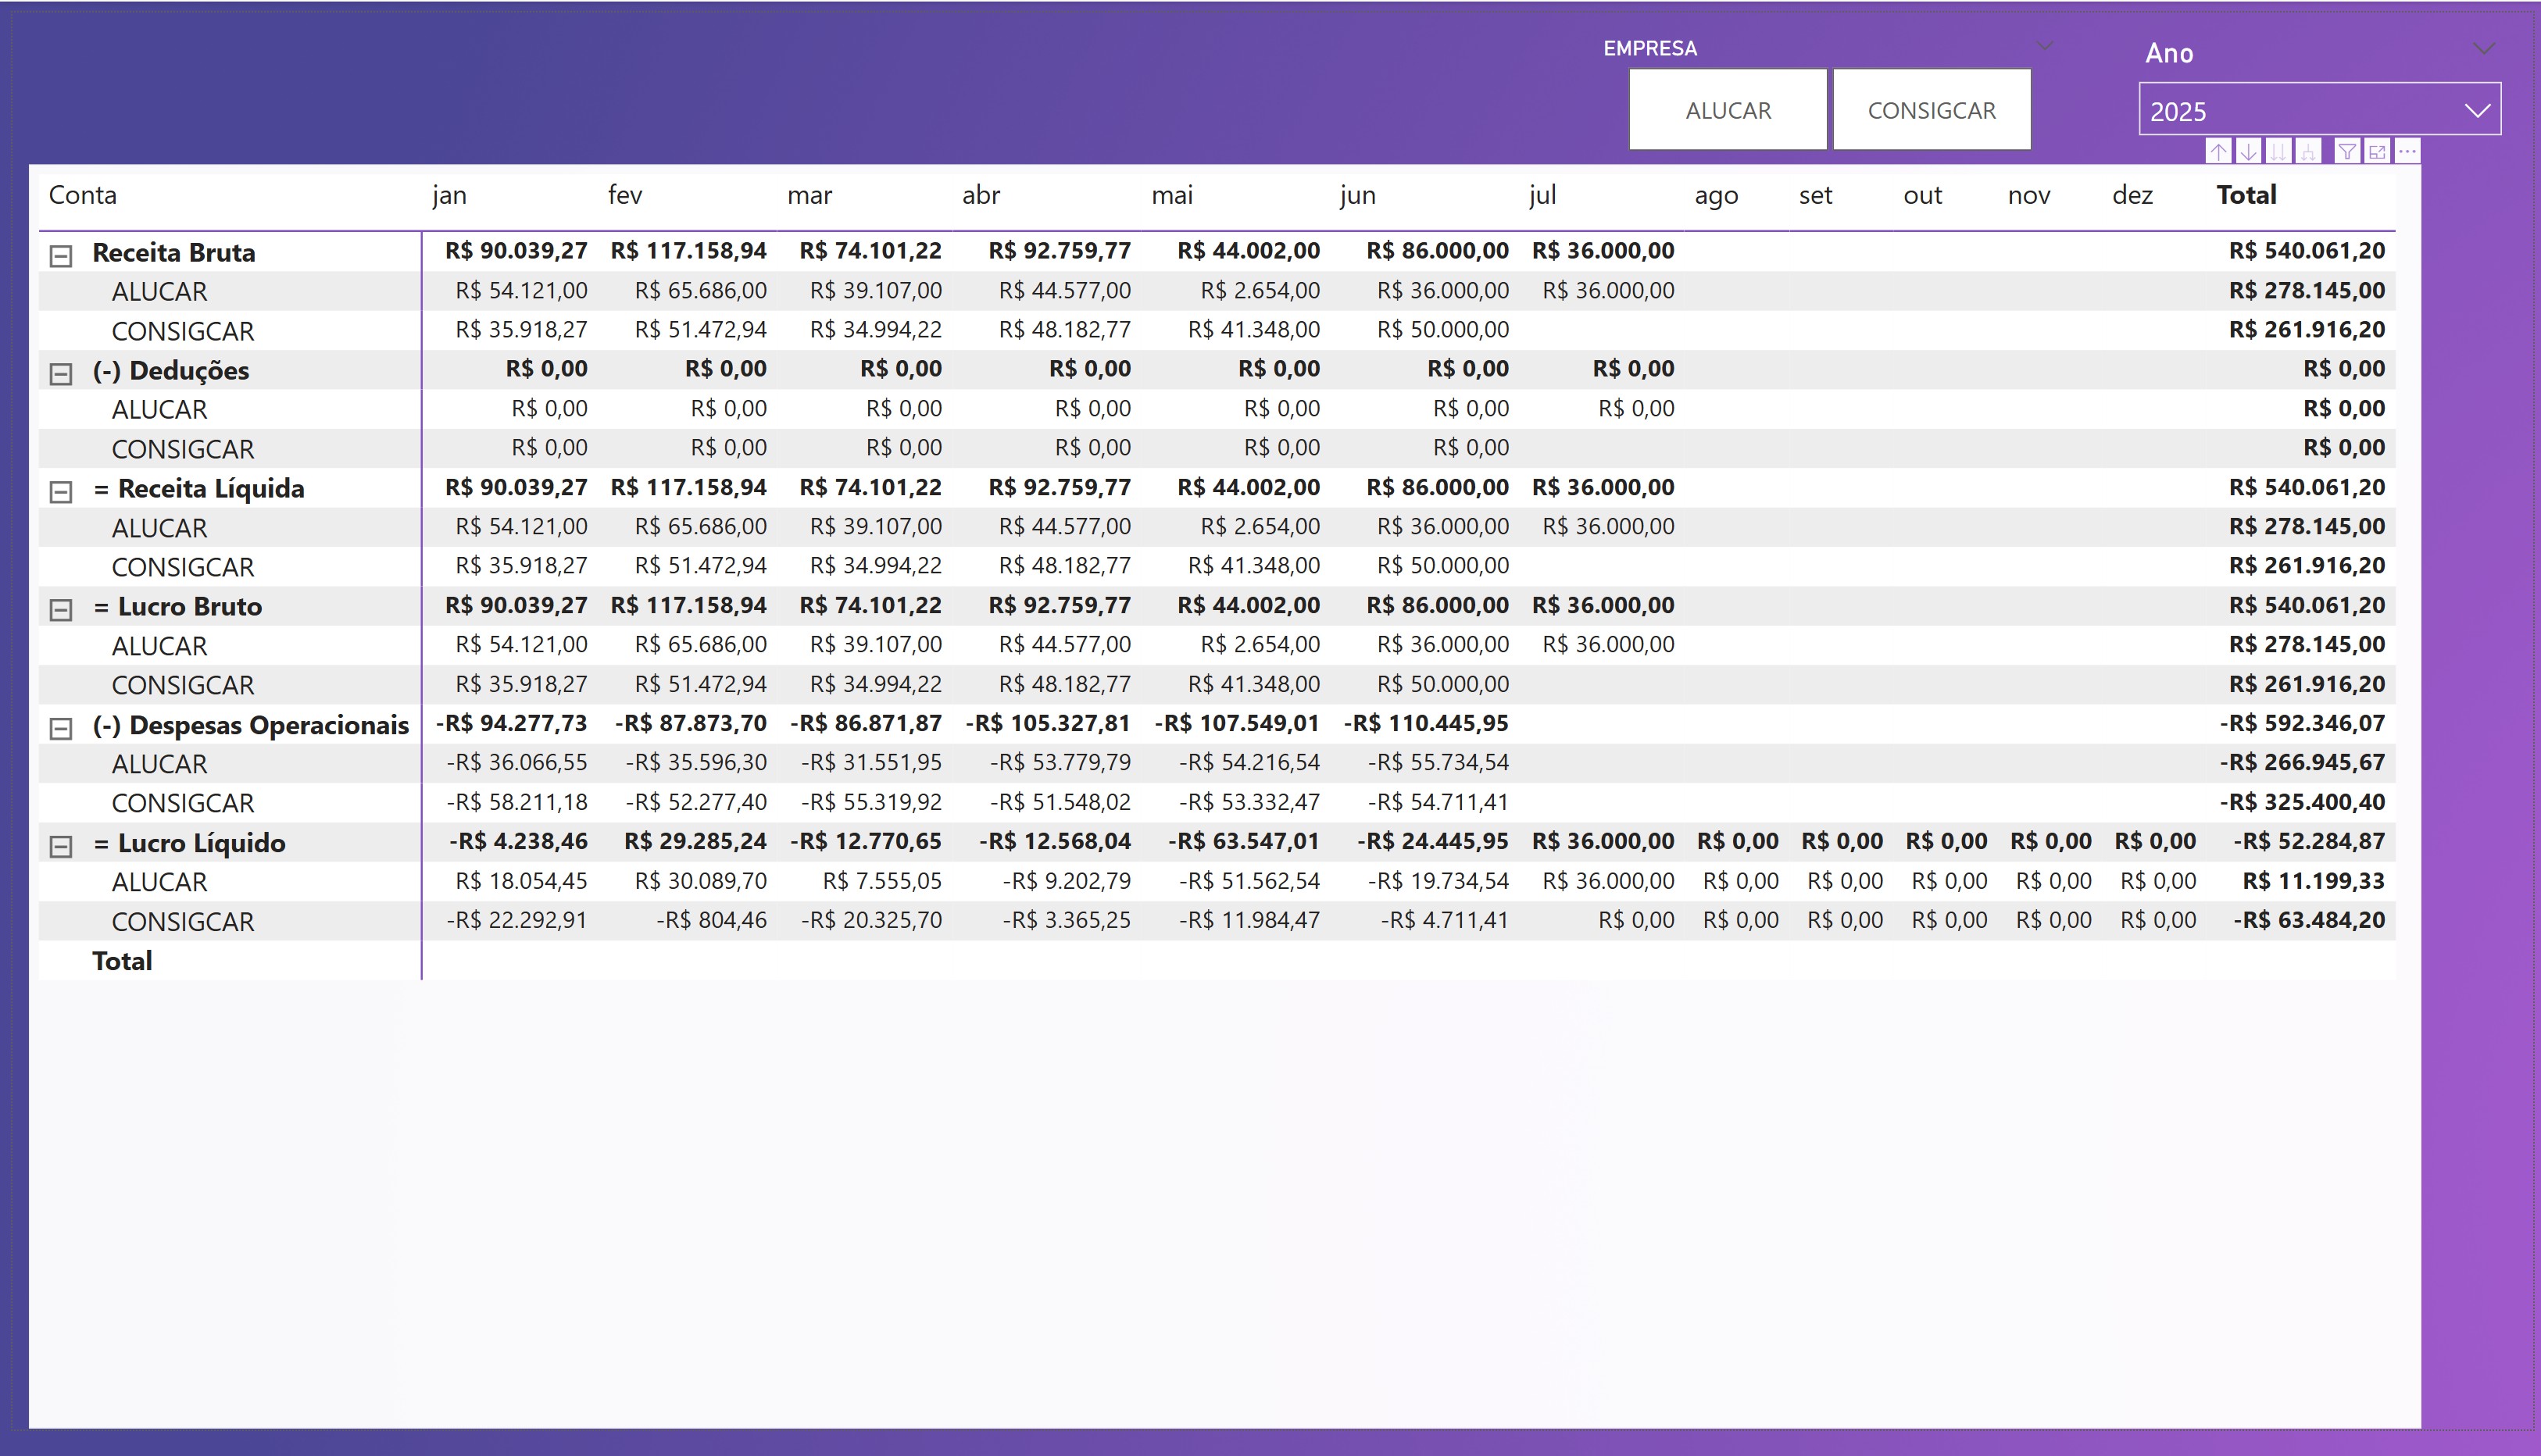 EMPRESA
Ano
ALUCAR CONSIGCAR
2025
Conta jan fev mar abr mai jun jul ago set out nov dez Total
Receita Bruta R$ 90.039,27 R$ 117.158,94 R$ 74.101,22 R$ 92.759,77 R$ 44.002,00 R$ 86.000,00 R$ 36.000,00 R$ 540.061,20
ALUCAR R$ 54.121,00 R$ 65.686,00 R$ 39.107,00 R$ 44.577,00 R$ 2.654,00 R$ 36.000,00 R$ 36.000,00 R$ 278.145,00
CONSIGCAR R$ 35.918,27 R$ 51.472,94 R$ 34.994,22 R$ 48.182,77 R$ 41.348,00 R$ 50.000,00 R$ 261.916,20
(-) Deduções R$ 0,00 R$ 0,00 R$ 0,00 R$ 0,00 R$ 0,00 R$ 0,00 R$ 0,00 R$ 0,00
ALUCAR R$ 0,00 R$ 0,00 R$ 0,00 R$ 0,00 R$ 0,00 R$ 0,00 R$ 0,00 R$ 0,00
CONSIGCAR R$ 0,00 R$ 0,00 R$ 0,00 R$ 0,00 R$ 0,00 R$ 0,00 R$ 0,00
= Receita Líquida R$ 90.039,27 R$ 117.158,94 R$ 74.101,22 R$ 92.759,77 R$ 44.002,00 R$ 86.000,00 R$ 36.000,00 R$ 540.061,20
ALUCAR R$ 54.121,00 R$ 65.686,00 R$ 39.107,00 R$ 44.577,00 R$ 2.654,00 R$ 36.000,00 R$ 36.000,00 R$ 278.145,00
CONSIGCAR R$ 35.918,27 R$ 51.472,94 R$ 34.994,22 R$ 48.182,77 R$ 41.348,00 R$ 50.000,00 R$ 261.916,20
= Lucro Bruto R$ 90.039,27 R$ 117.158,94 R$ 74.101,22 R$ 92.759,77 R$ 44.002,00 R$ 86.000,00 R$ 36.000,00 R$ 540.061,20
ALUCAR R$ 54.121,00 R$ 65.686,00 R$ 39.107,00 R$ 44.577,00 R$ 2.654,00 R$ 36.000,00 R$ 36.000,00 R$ 278.145,00
CONSIGCAR R$ 35.918,27 R$ 51.472,94 R$ 34.994,22 R$ 48.182,77 R$ 41.348,00 R$ 50.000,00 R$ 261.916,20
(-) Despesas Operacionais -R$ 94.277,73 -R$ 87.873,70 -R$ 86.871,87 -R$ 105.327,81 -R$ 107.549,01 -R$ 110.445,95 -R$ 592.346,07
ALUCAR -R$ 36.066,55 -R$ 35.596,30 -R$ 31.551,95 -R$ 53.779,79 -R$ 54.216,54 -R$ 55.734,54 -R$ 266.945,67
CONSIGCAR -R$ 58.211,18 -R$ 52.277,40 -R$ 55.319,92 -R$ 51.548,02 -R$ 53.332,47 -R$ 54.711,41 -R$ 325.400,40
= Lucro Líquido -R$ 4.238,46 R$ 29.285,24 -R$ 12.770,65 -R$ 12.568,04 -R$ 63.547,01 -R$ 24.445,95 R$ 36.000,00 R$ 0,00 R$ 0,00 R$ 0,00 R$ 0,00 R$ 0,00 -R$ 52.284,87
ALUCAR R$ 18.054,45 R$ 30.089,70 R$ 7.555,05 -R$ 9.202,79 -R$ 51.562,54 -R$ 19.734,54 R$ 36.000,00 R$ 0,00 R$ 0,00 R$ 0,00 R$ 0,00 R$ 0,00 R$ 11.199,33
CONSIGCAR -R$ 22.292,91 -R$ 804,46 -R$ 20.325,70 -R$ 3.365,25 -R$ 11.984,47 -R$ 4.711,41 R$ 0,00 R$ 0,00 R$ 0,00 R$ 0,00 R$ 0,00 R$ 0,00 -R$ 63.484,20
Total